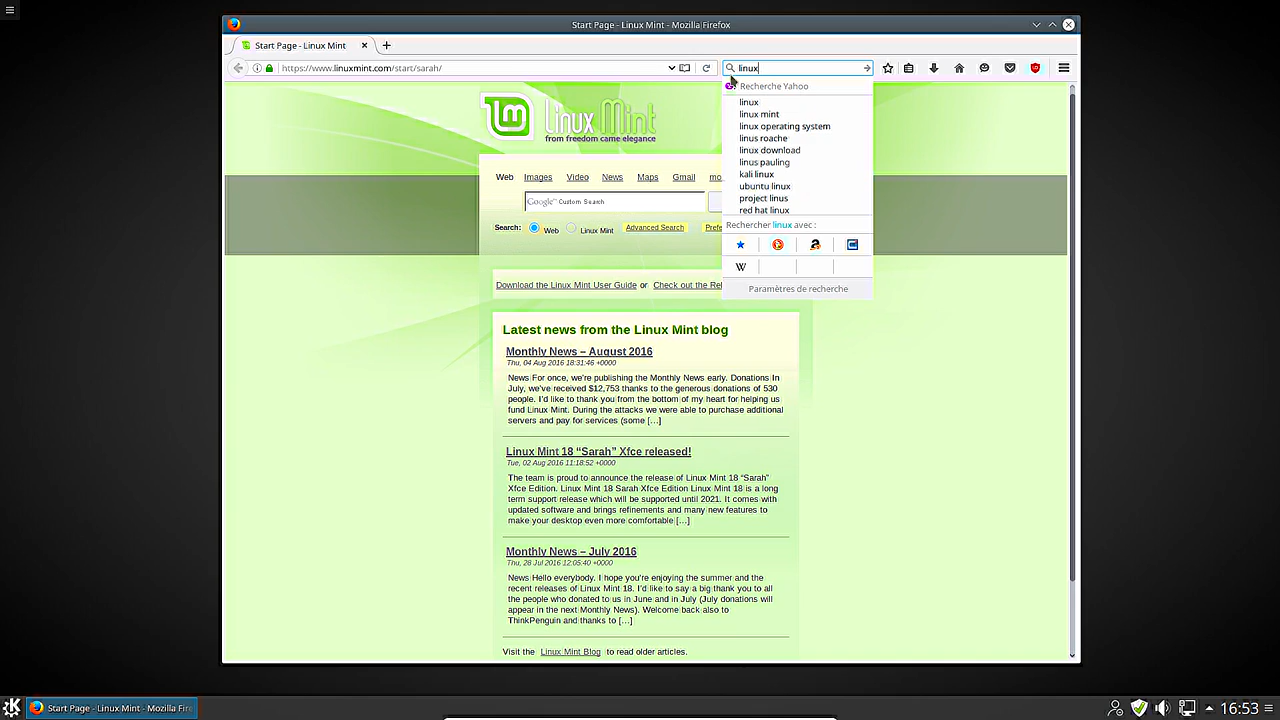 Start Page - Linux Mint - Mozilla Firefox
Start Page - Linux Mint
https://www.linuxmint.com/start/sarah/
linux
Recherche Yahoo
linux
linux mint
linux operating system
linus roache
linux download
linus pauling
kali linux
ubuntu linux
project linus
red hat linux
Rechercher linux avec :
W
Paramètres de recherche
lm Linux Mint
from freedom came elegance
Web Images Video News Maps Gmail mo
Google™ Custom Search
Search: Web Linux Mint Advanced Search Prefe
Download the Linux Mint User Guide or Check out the Rel
Latest news from the Linux Mint blog
Monthly News – August 2016
Thu, 04 Aug 2016 18:31:46 +0000
News For once, we're publishing the Monthly News early. Donations In
July, we've received $12,753 thanks to the generous donations of 530
people. I'd like to thank you from the bottom of my heart for helping us
fund Linux Mint. During the attacks we were able to purchase additional
servers and pay for services (some […]
Linux Mint 18 “Sarah” Xfce released!
Tue, 02 Aug 2016 11:18:52 +0000
The team is proud to announce the release of Linux Mint 18 “Sarah”
Xfce Edition. Linux Mint 18 Sarah Xfce Edition Linux Mint 18 is a long
term support release which will be supported until 2021. It comes with
updated software and brings refinements and many new features to
make your desktop even more comfortable […]
Monthly News – July 2016
Thu, 28 Jul 2016 12:05:40 +0000
News Hello everybody. I hope you're enjoying the summer and the
recent releases of Linux Mint 18. I'd like to say a big thank you to all
the people who donated to us in June and in July (July donations will
appear in the next Monthly News). Welcome back also to
ThinkPenguin and thanks to […]
Visit the Linux Mint Blog to read older articles.
Start Page - Linux Mint - Mozilla Fire
16:53